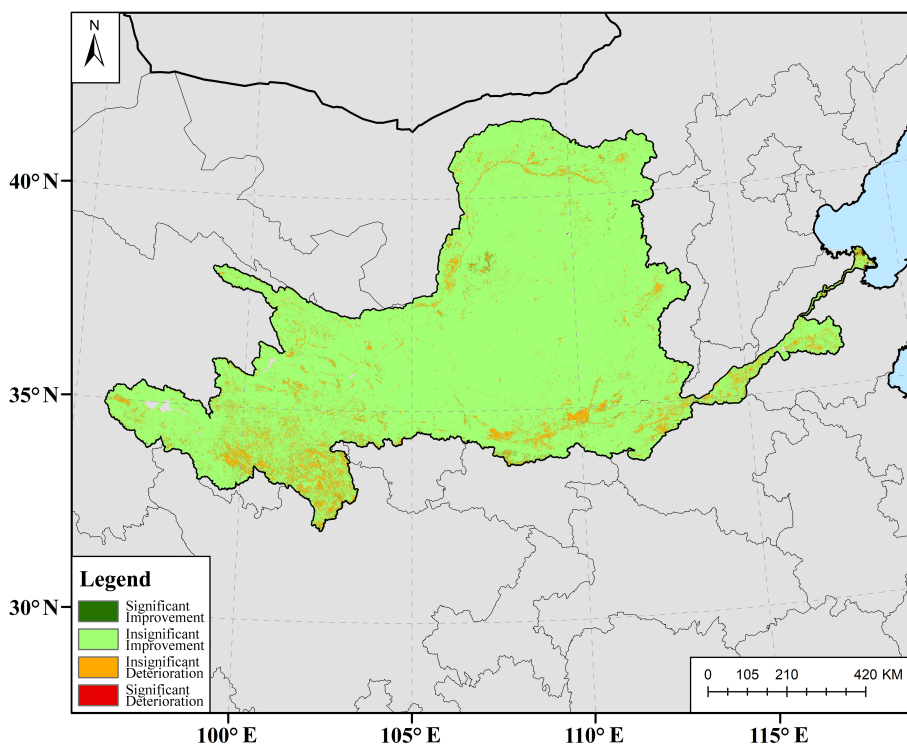 N
40° N
35° N
30° N
Legend
Significant
Improvement
Insignificant
Improvement
Insignificant
Deterioration
Significant
Deterioration
0 105 210 420 KM
100° E 105° E 110° E 115° E